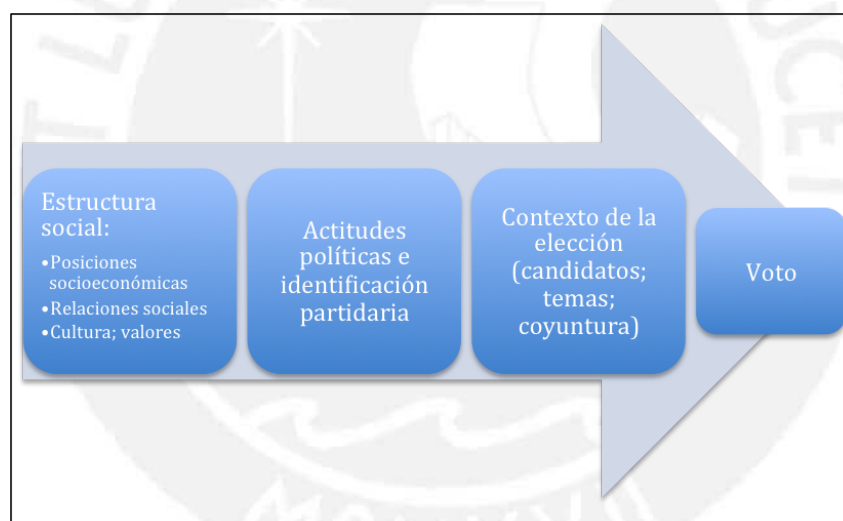 Estructura
social:
•Posiciones
socioeconómicas
•Relaciones sociales
•Cultura; valores
Actitudes
políticas e
identificación
partidaria
Contexto de la
elección
(candidatos;
temas;
coyuntura)
Voto